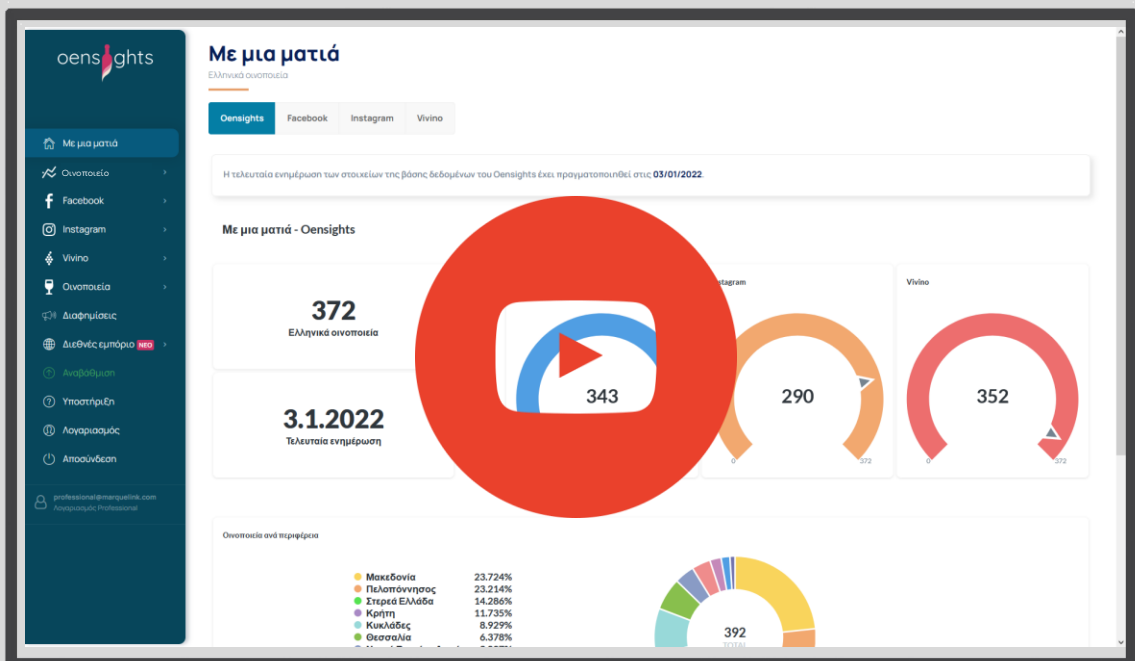 oensights
Με μια ματιά
Οινοποιείο
Facebook
Instagram
Vivino
Οινοποιεία
Διαφημίσεις
Διεθνές εμπόριο ΝΕΟ
Αναβάθμιση
Υποστήριξη
Λογαριασμός
Αποσύνδεση
professional@marquelink.com
Λογαριασμός Professional
Με μια ματιά
Ελληνικά οινοποιεία
Oensights Facebook Instagram Vivino
Η τελευταία ενημέρωση των στοιχείων της βάσης δεδομένων του Oensights έχει πραγματοποιηθεί στις 03/01/2022.
Με μια ματιά - Oensights
372
Ελληνικά οινοποιεία
3.1.2022
Τελευταία ενημέρωση
343
stagram
290
0 372
Vivino
352
0 372
Οινοποιεία ανά περιφέρεια
Μακεδονία 23.724%
Πελοπόννησος 23.214%
Στερεά Ελλάδα 14.286%
Κρήτη 11.735%
Κυκλάδες 8.929%
Θεσσαλία 6.378%
392
TOTAL